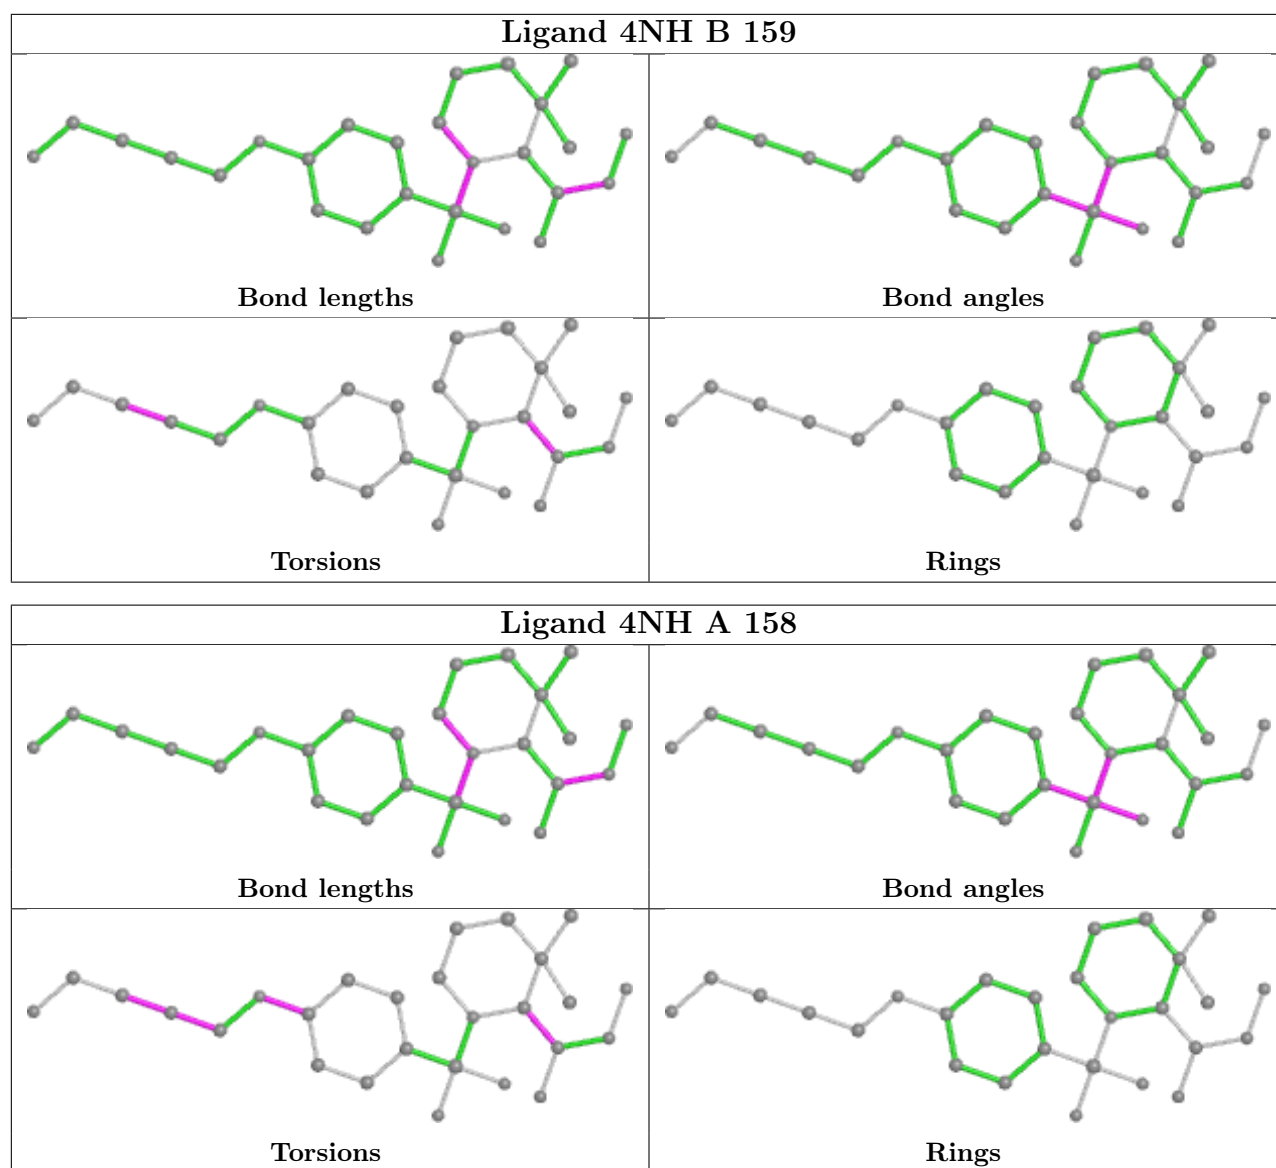 Ligand 4NH B 159
Bond lengths
Bond angles
Torsions
Rings
Ligand 4NH A 158
Bond lengths
Bond angles
Torsions
Rings